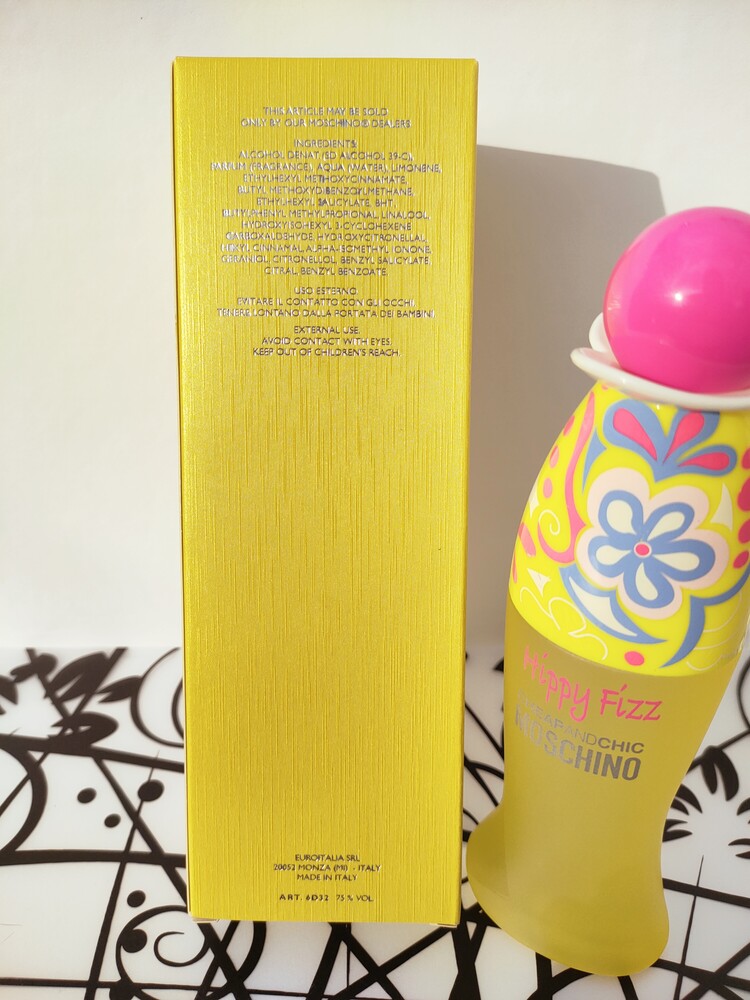 THIS ARTICLE MAY BE SOLD
ONLY BY OUR MOSCHINO® DEALERS.
INGREDIENTS:
ALCOHOL DENAT. (SD ALCOHOL 39-C),
PARFUM (FRAGRANCE), AQUA (WATER), LIMONENE,
ETHYLHEXYL METHOXYCINNAMATE,
BUTYL METHOXYDIBENZOYLMETHANE,
ETHYLHEXYL SALICYLATE, BHT,
BUTYLPHENYL METHYLPROPIONAL, LINALOOL,
HYDROXYISOHEXYL 3-CYCLOHEXENE
CARBOXALDEHYDE, HYDROXYCITRONELLAL,
HEXYL CINNAMAL, ALPHA-ISOMETHYL IONONE,
GERANIOL, CITRONELLOL, BENZYL SALICYLATE,
CITRAL, BENZYL BENZOATE.
USO ESTERNO.
EVITARE IL CONTATTO CON GLI OCCHI.
TENERE LONTANO DALLA PORTATA DEI BAMBINI.
EXTERNAL USE.
AVOID CONTACT WITH EYES.
KEEP OUT OF CHILDREN'S REACH.
EUROITALIA SRL
20052 MONZA (MI) - ITALY
MADE IN ITALY
ART. 6D32 75 % VOL
Hippy Fizz
CHEAPANDCHIC
MOSCHINO